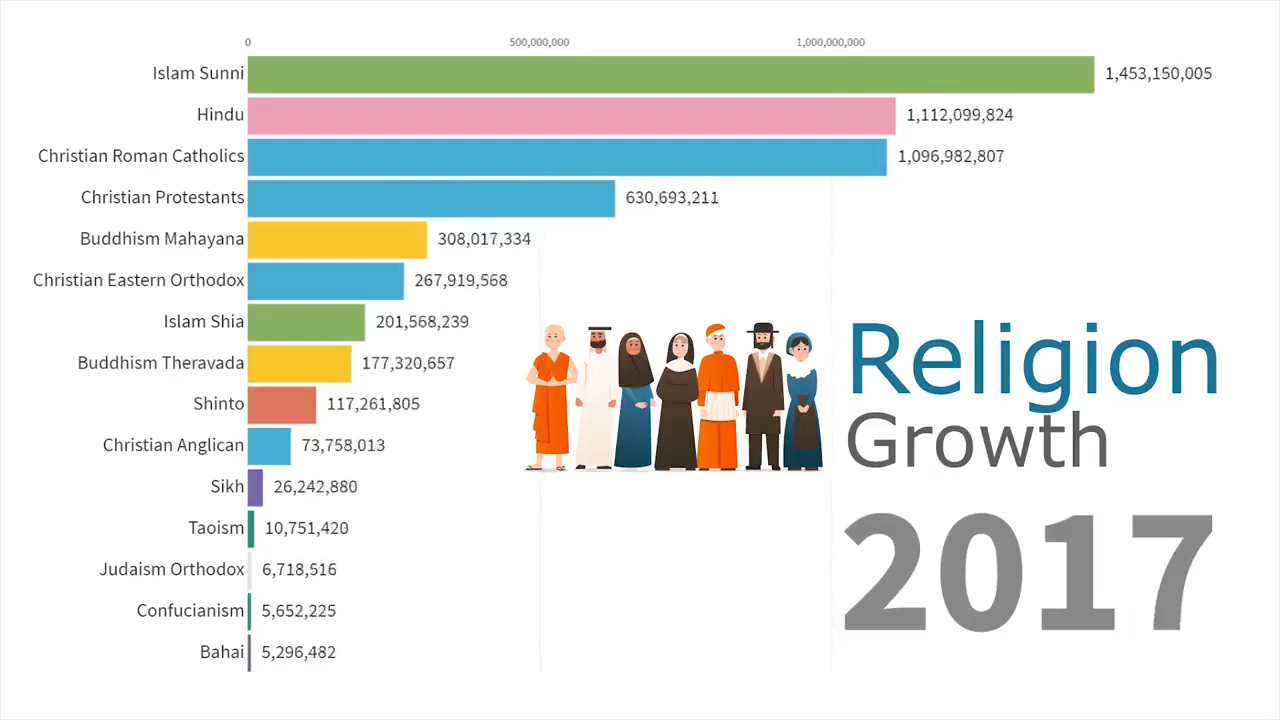 0 500,000,000 1,000,000,000
Islam Sunni 1,453,150,005
Hindu 1,112,099,824
Christian Roman Catholics 1,096,982,807
Christian Protestants 630,693,211
Buddhism Mahayana 308,017,334
Christian Eastern Orthodox 267,919,568
Islam Shia 201,568,239
Buddhism Theravada 177,320,657
Shinto 117,261,805
Christian Anglican 73,758,013
Sikh 26,242,880
Taoism 10,751,420
Judaism Orthodox 6,718,516
Confucianism 5,652,225
Bahai 5,296,482
Religion
Growth
2017